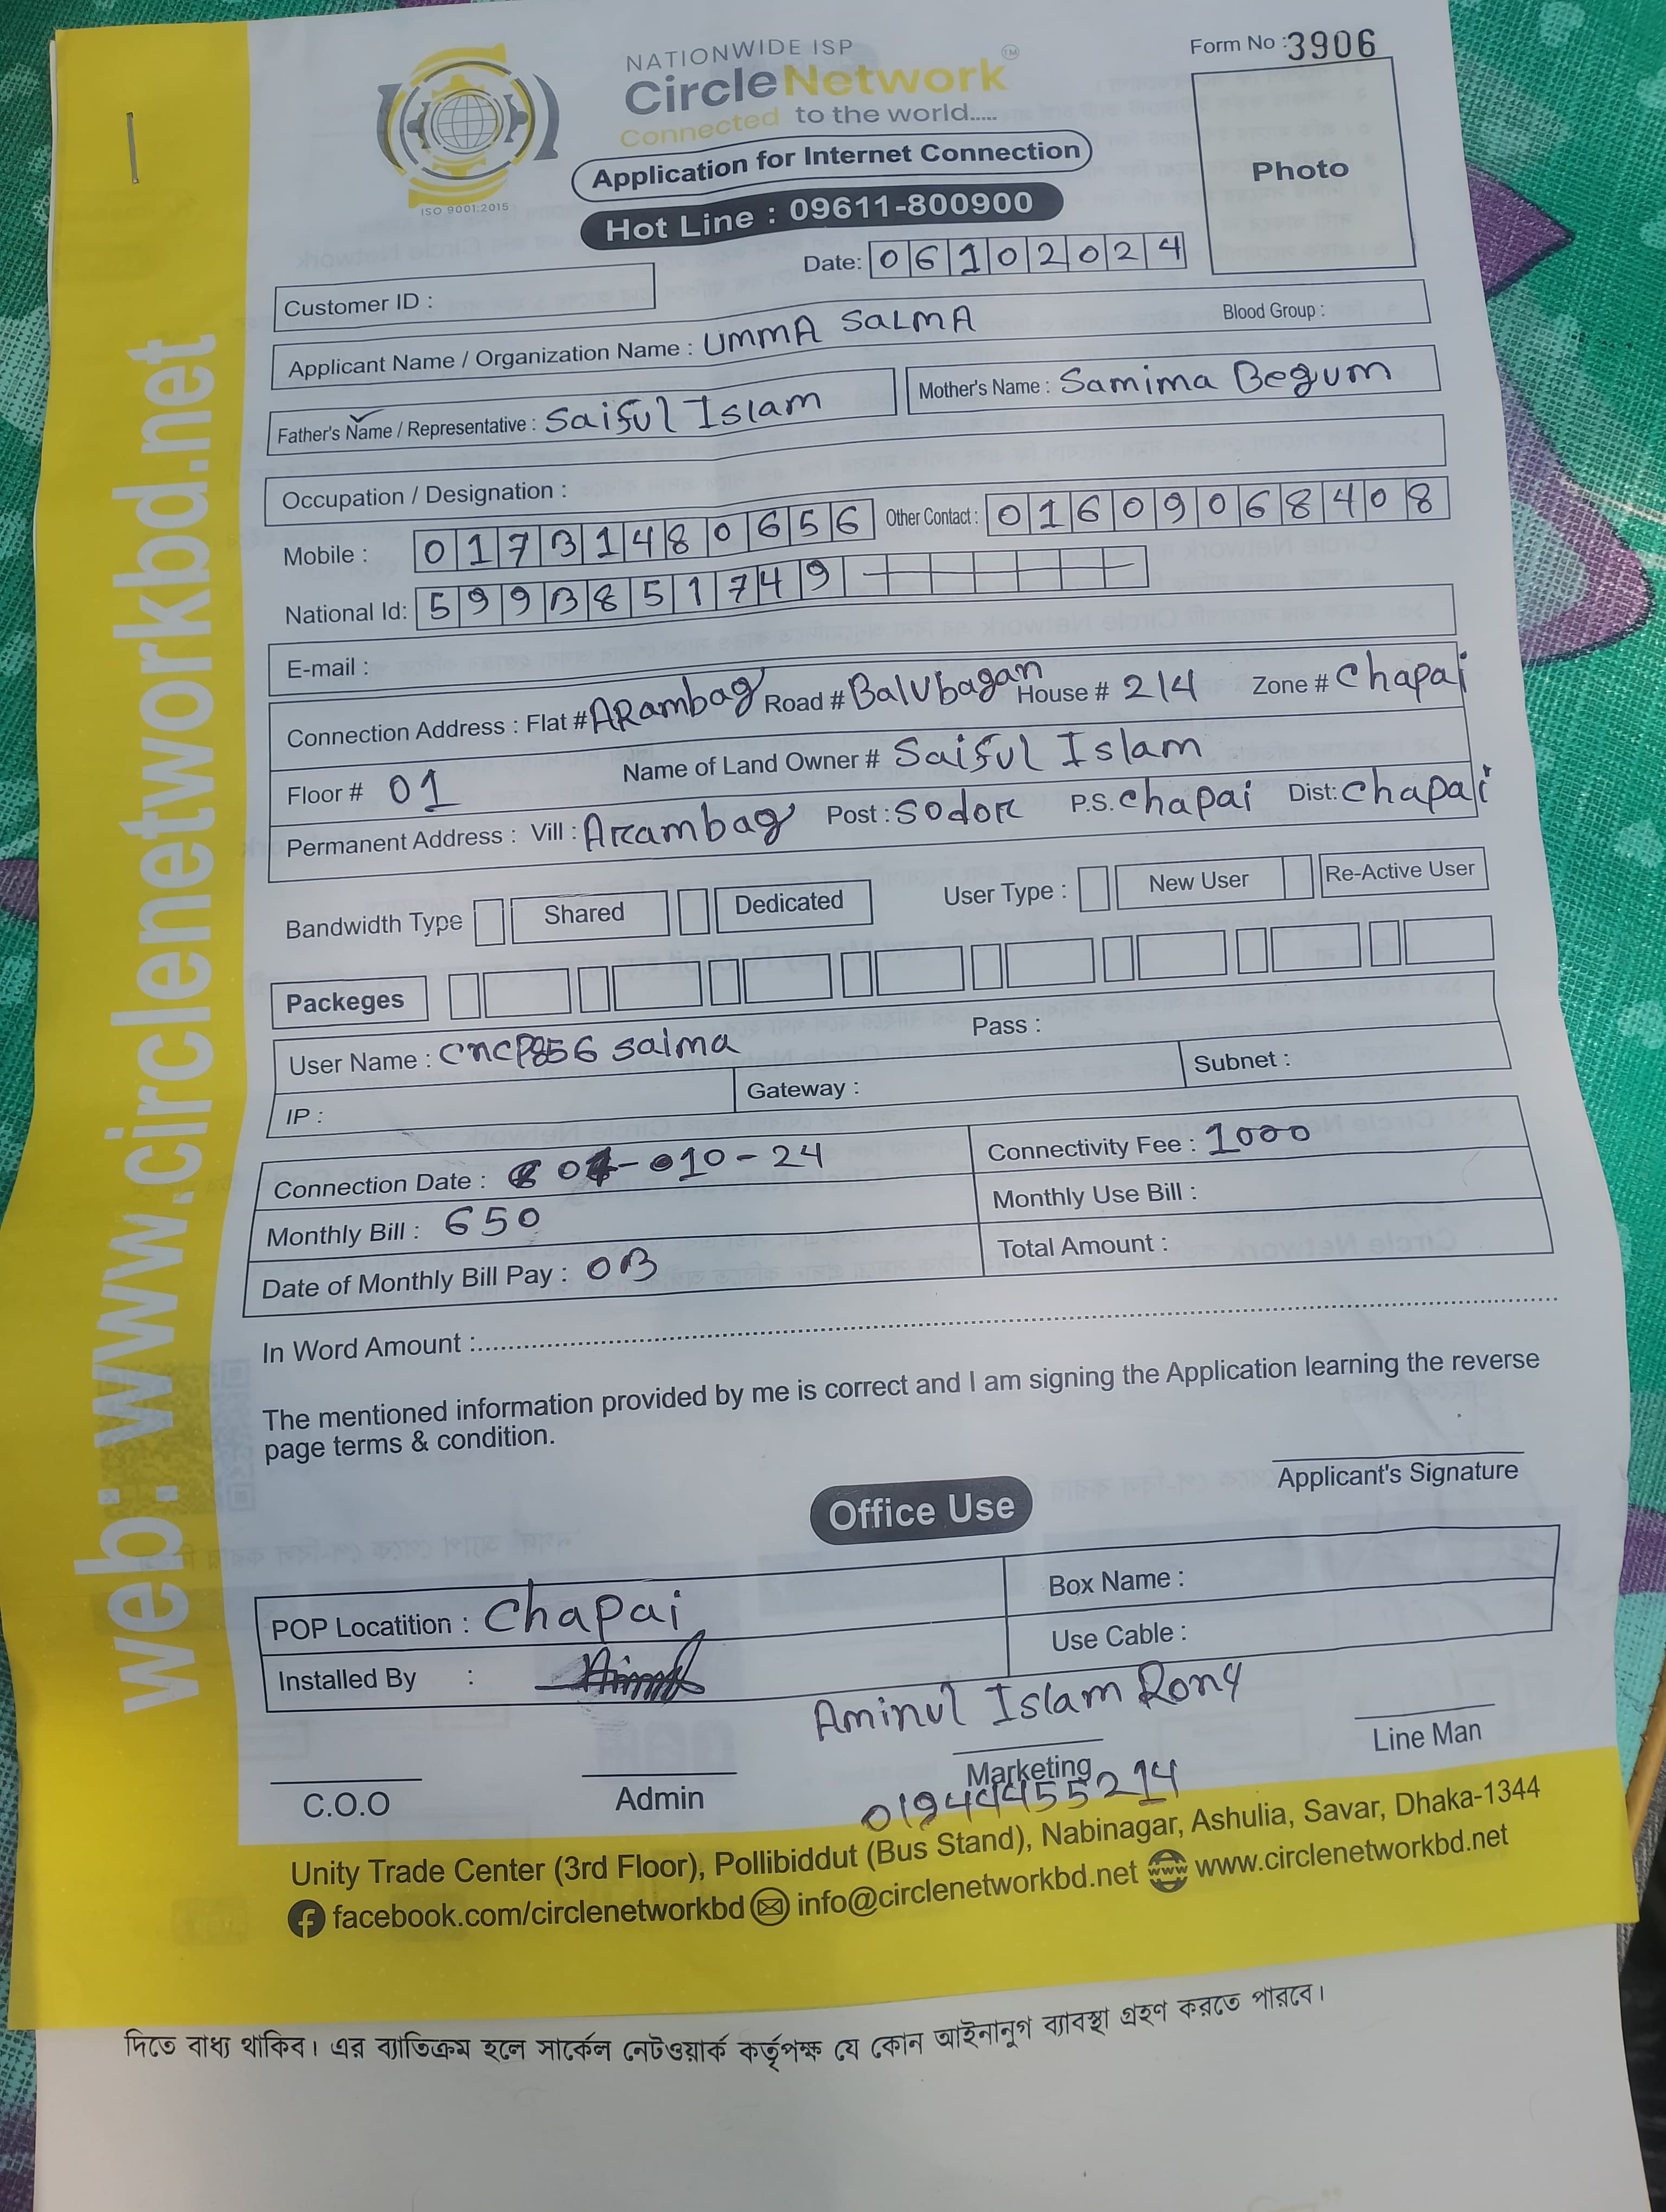 NATIONWIDE ISP
CircleNetwork™
Connected to the world.....
ISO 9001:2015
Form No : 3906
Photo
Application for Internet Connection
Hot Line : 09611-800900
Date: 06102024
Customer ID :
Applicant Name / Organization Name : UMMA SALMA Blood Group :
Father's Name / Representative : Saiful Islam Mother's Name : Samima Begum
Occupation / Designation :
Mobile : 01731480656 Other Contact : 01609068408
National Id: 5993851749
E-mail :
Connection Address : Flat # ARambag Road # Balubagan House # 214 Zone # Chapai
Floor # 01 Name of Land Owner # Saiful Islam
Permanent Address : Vill : Arambag Post : Sodor P.S. Chapai Dist: Chapai
Bandwidth Type Shared Dedicated User Type : New User Re-Active User
Packeges
User Name : cncp856 salma Pass :
IP : Gateway : Subnet :
Connection Date : -10-24 Connectivity Fee : 1000
Monthly Bill : 650 Monthly Use Bill :
Date of Monthly Bill Pay : 03 Total Amount :
In Word Amount :
The mentioned information provided by me is correct and I am signing the Application learning the reverse
page terms & condition.
Applicant's Signature
Office Use
POP Locatition : Chapai Box Name :
Installed By : Use Cable :
Aminul Islam Rony
C.O.O Admin Marketing Line Man
01944455214
Unity Trade Center (3rd Floor), Pollibiddut (Bus Stand), Nabinagar, Ashulia, Savar, Dhaka-1344
facebook.com/circlenetworkbd info@circlenetworkbd.net www www.circlenetworkbd.net
web: www.circlenetworkbd.net
দিতে বাধ্য থাকিব। এর ব্যাতিক্রম হলে সার্কেল নেটওয়ার্ক কর্তৃপক্ষ যে কোন আইনানুগ ব্যাবস্থা গ্রহণ করতে পারবে।